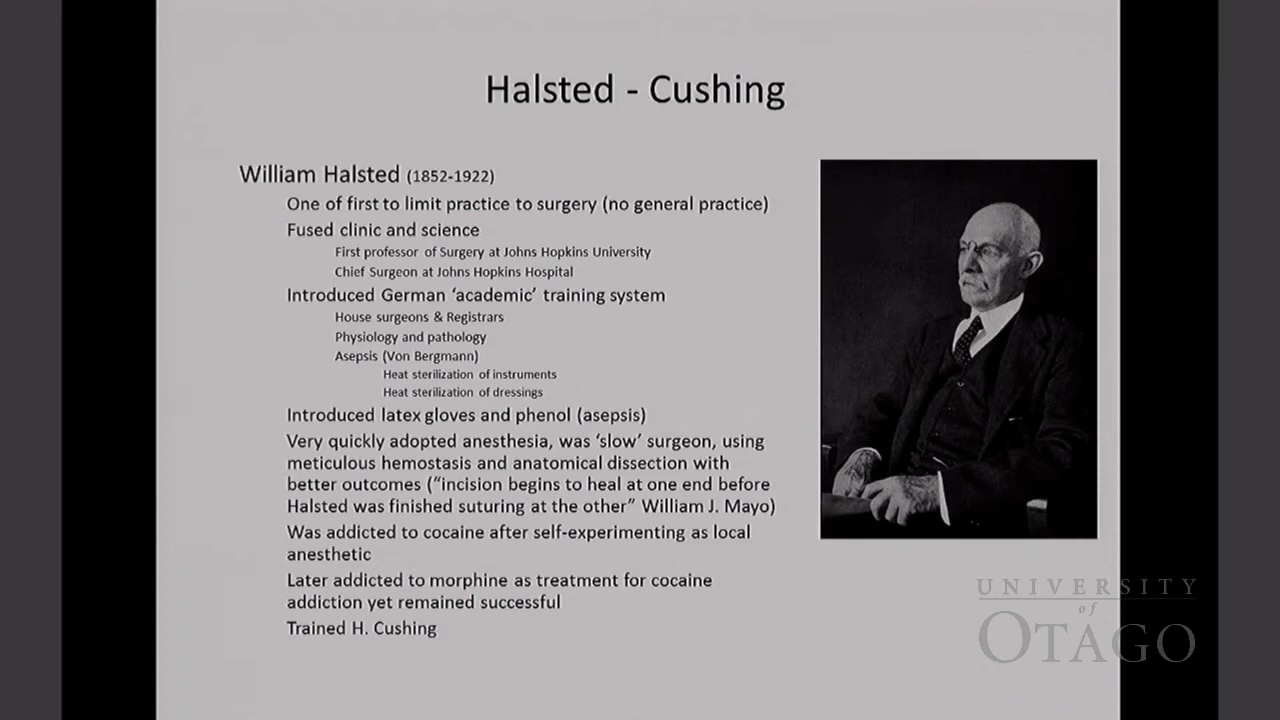 Halsted - Cushing
William Halsted (1852-1922)
One of first to limit practice to surgery (no general practice)
Fused clinic and science
First professor of Surgery at Johns Hopkins University
Chief Surgeon at Johns Hopkins Hospital
Introduced German ‘academic’ training system
House surgeons & Registrars
Physiology and pathology
Asepsis (Von Bergmann)
Heat sterilization of instruments
Heat sterilization of dressings
Introduced latex gloves and phenol (asepsis)
Very quickly adopted anesthesia, was ‘slow’ surgeon, using
meticulous hemostasis and anatomical dissection with
better outcomes (“incision begins to heal at one end before
Halsted was finished suturing at the other” William J. Mayo)
Was addicted to cocaine after self-experimenting as local
anesthetic
Later addicted to morphine as treatment for cocaine
addiction yet remained successful
Trained H. Cushing
UNIVERSITY
of
OTAGO